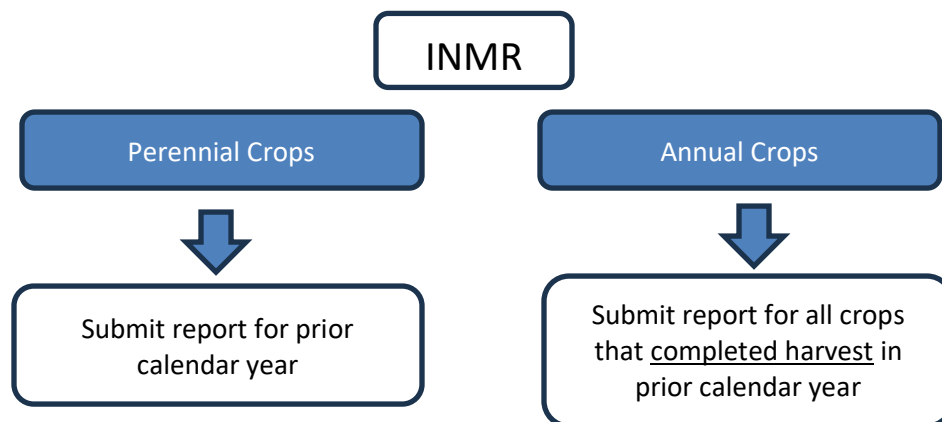 INMR
Perennial Crops
Annual Crops
Submit report for prior
calendar year
Submit report for all crops
that completed harvest in
prior calendar year